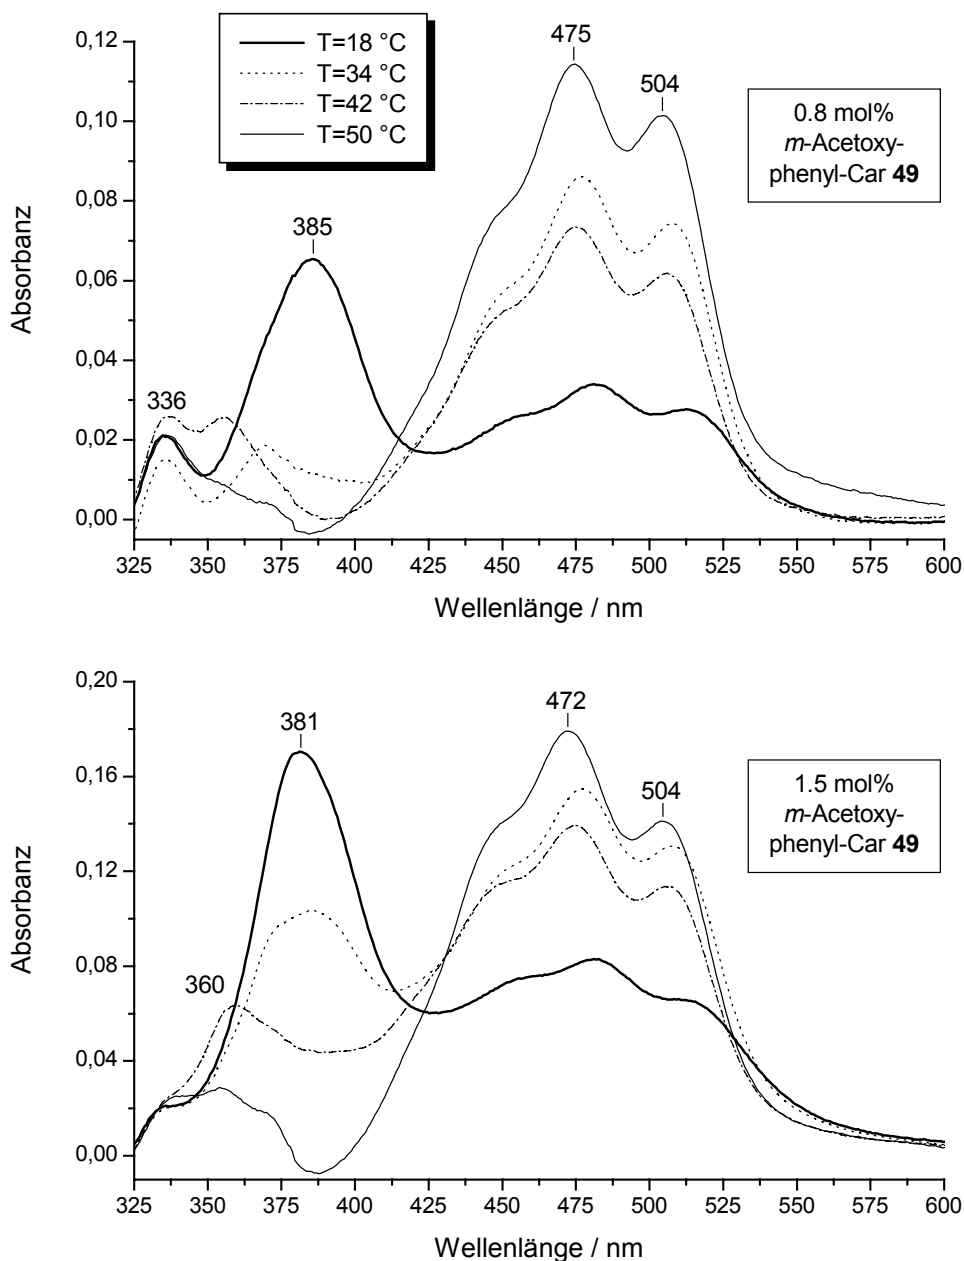 T=18 °C
T=34 °C
T=42 °C
T=50 °C
0.8 mol%
m-Acetoxy-
phenyl-Car 49
475
504
385
336
Absorbanz
0,12
0,10
0,08
0,06
0,04
0,02
0,00
325 350 375 400 425 450 475 500 525 550 575 600
Wellenlänge / nm
1.5 mol%
m-Acetoxy-
phenyl-Car 49
472
504
381
360
Absorbanz
0,20
0,16
0,12
0,08
0,04
0,00
325 350 375 400 425 450 475 500 525 550 575 600
Wellenlänge / nm